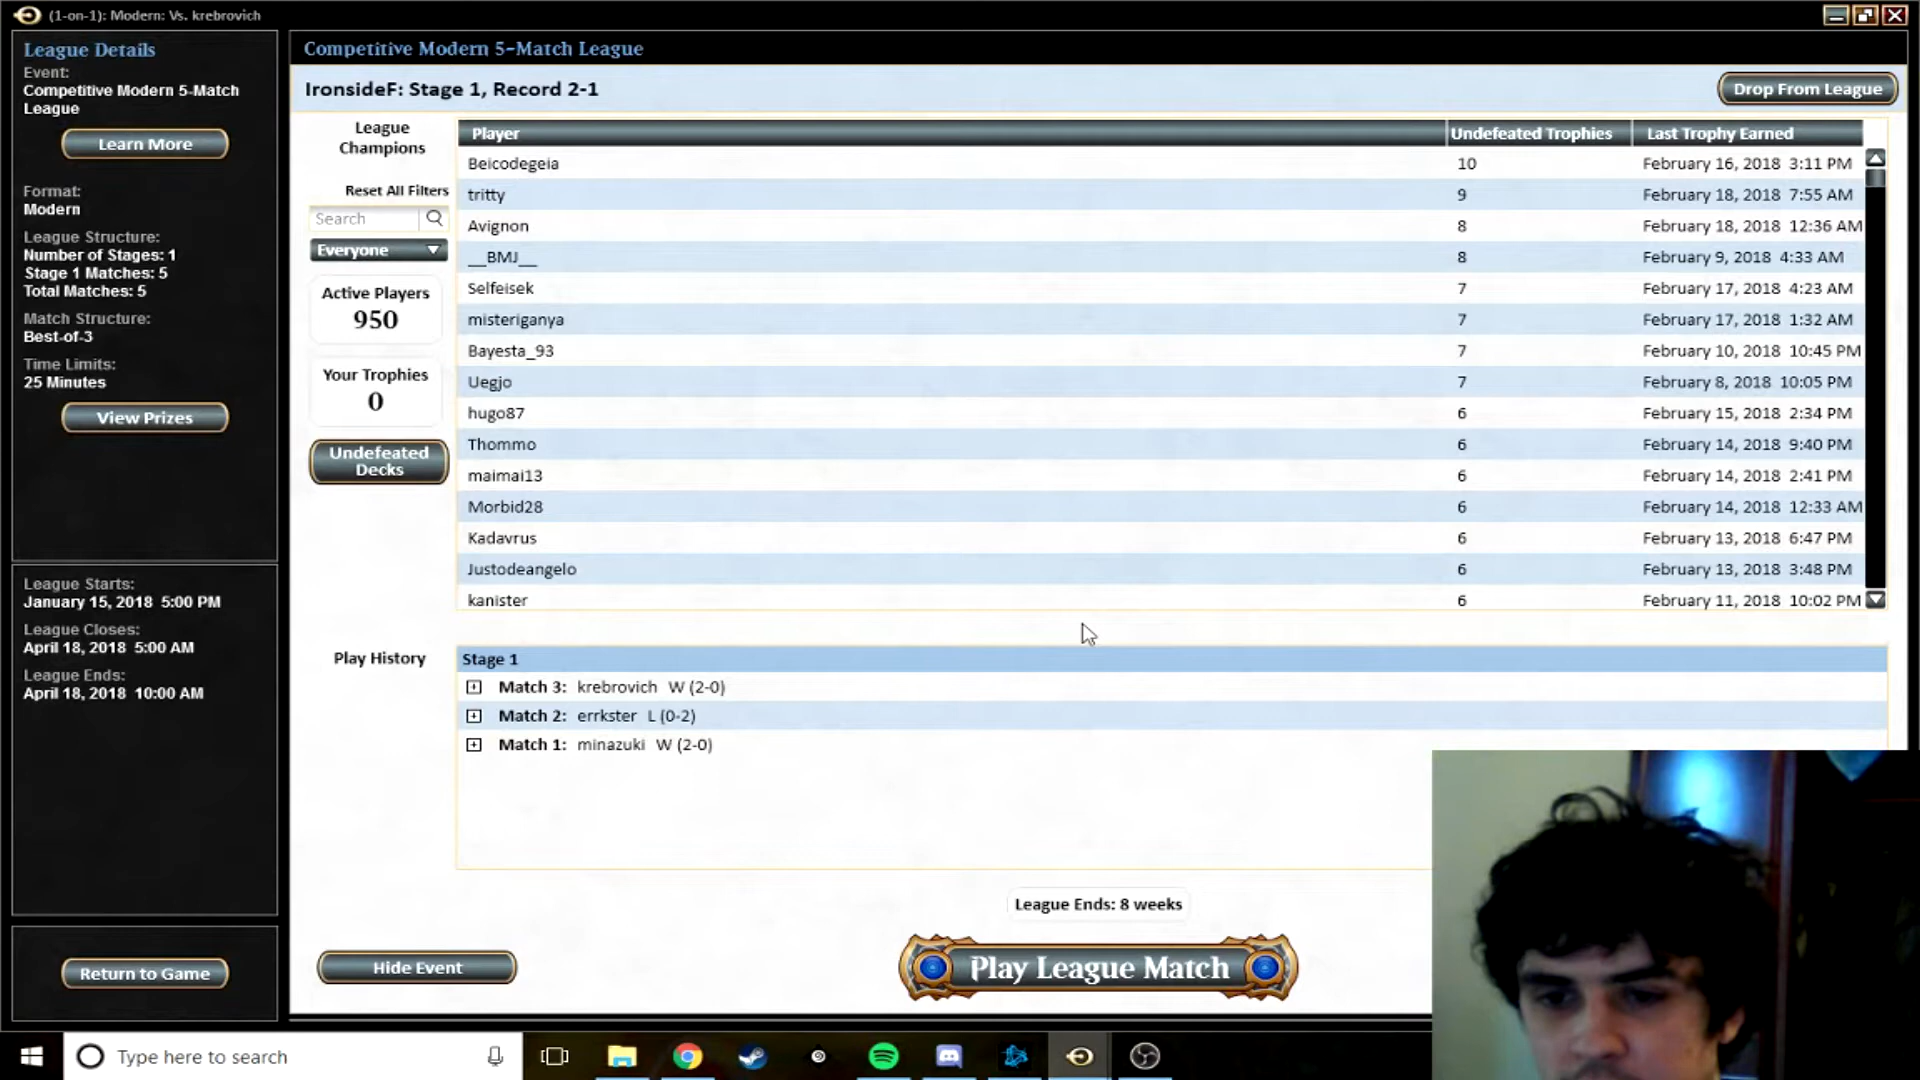 (1-on-1): Modern: Vs. krebrovich
League Details
Event:
Competitive Modern 5-Match
League
Learn More
Format:
Modern
League Structure:
Number of Stages: 1
Stage 1 Matches: 5
Total Matches: 5
Match Structure:
Best-of-3
Time Limits:
25 Minutes
View Prizes
League Starts:
January 15, 2018 5:00 PM
League Closes:
April 18, 2018 5:00 AM
League Ends:
April 18, 2018 10:00 AM
Return to Game
Competitive Modern 5-Match League
IronsideF: Stage 1, Record 2-1
Drop From League
League
Champions
Reset All Filters
Search
Everyone
Active Players
950
Your Trophies
0
Undefeated
Decks
Player Undefeated Trophies Last Trophy Earned
Beicodegeia 10 February 16, 2018 3:11 PM
tritty 9 February 18, 2018 7:55 AM
Avignon 8 February 18, 2018 12:36 AM
__BMJ__ 8 February 9, 2018 4:33 AM
Selfeisek 7 February 17, 2018 4:23 AM
misteriganya 7 February 17, 2018 1:32 AM
Bayesta_93 7 February 10, 2018 10:45 PM
Uegjo 7 February 8, 2018 10:05 PM
hugo87 6 February 15, 2018 2:34 PM
Thommo 6 February 14, 2018 9:40 PM
maimai13 6 February 14, 2018 2:41 PM
Morbid28 6 February 14, 2018 12:33 AM
Kadavrus 6 February 13, 2018 6:47 PM
Justodeangelo 6 February 13, 2018 3:48 PM
kanister 6 February 11, 2018 10:02 PM
Play History
Stage 1
Match 3: krebrovich W (2-0)
Match 2: errkster L (0-2)
Match 1: minazuki W (2-0)
League Ends: 8 weeks
Hide Event
Play League Match
Type here to search